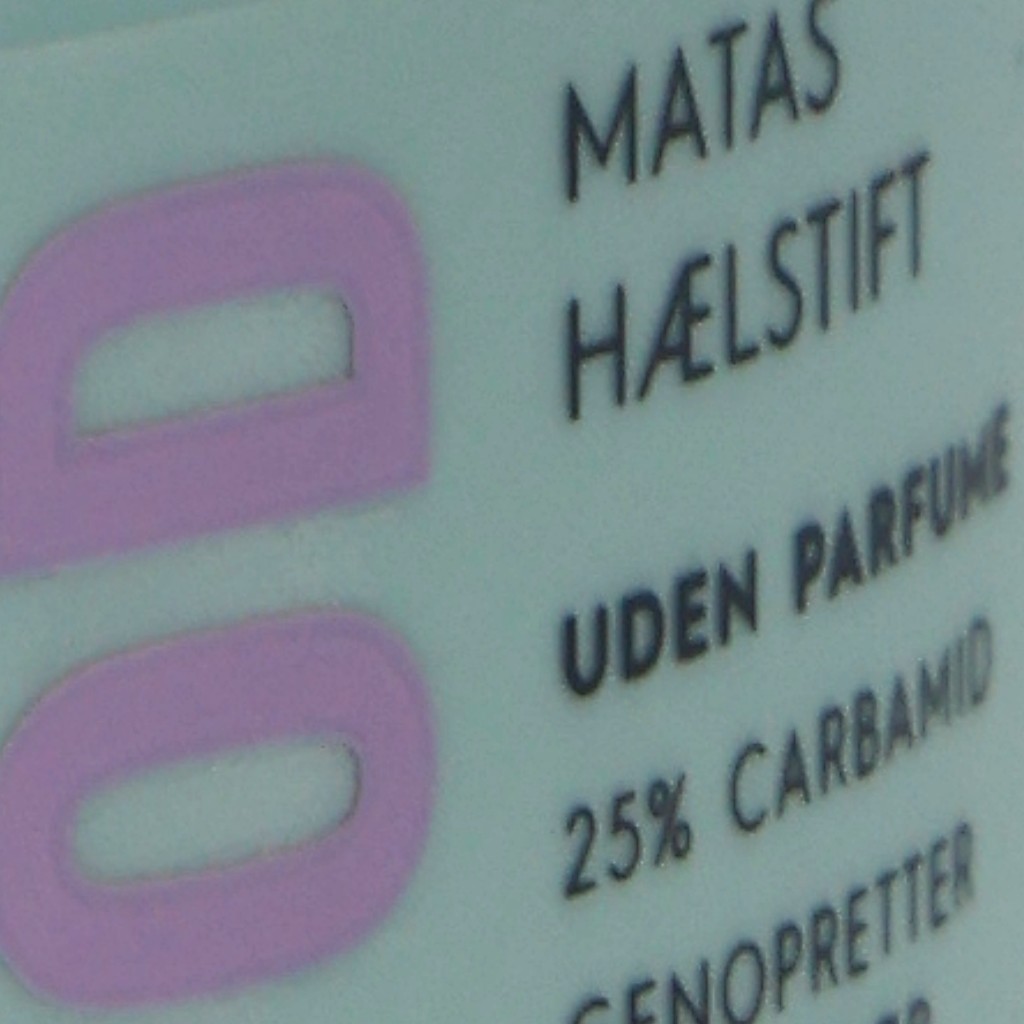 MATAS
HÆLSTIFT
UDEN PARFUME
25% CARBAMID
GENOPRETTER